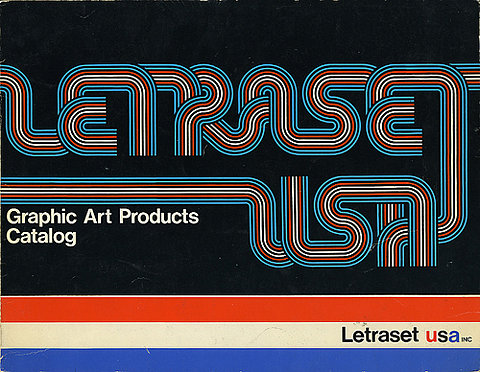 LETRASET
USA
Graphic Art Products
Catalog
Letraset usa INC